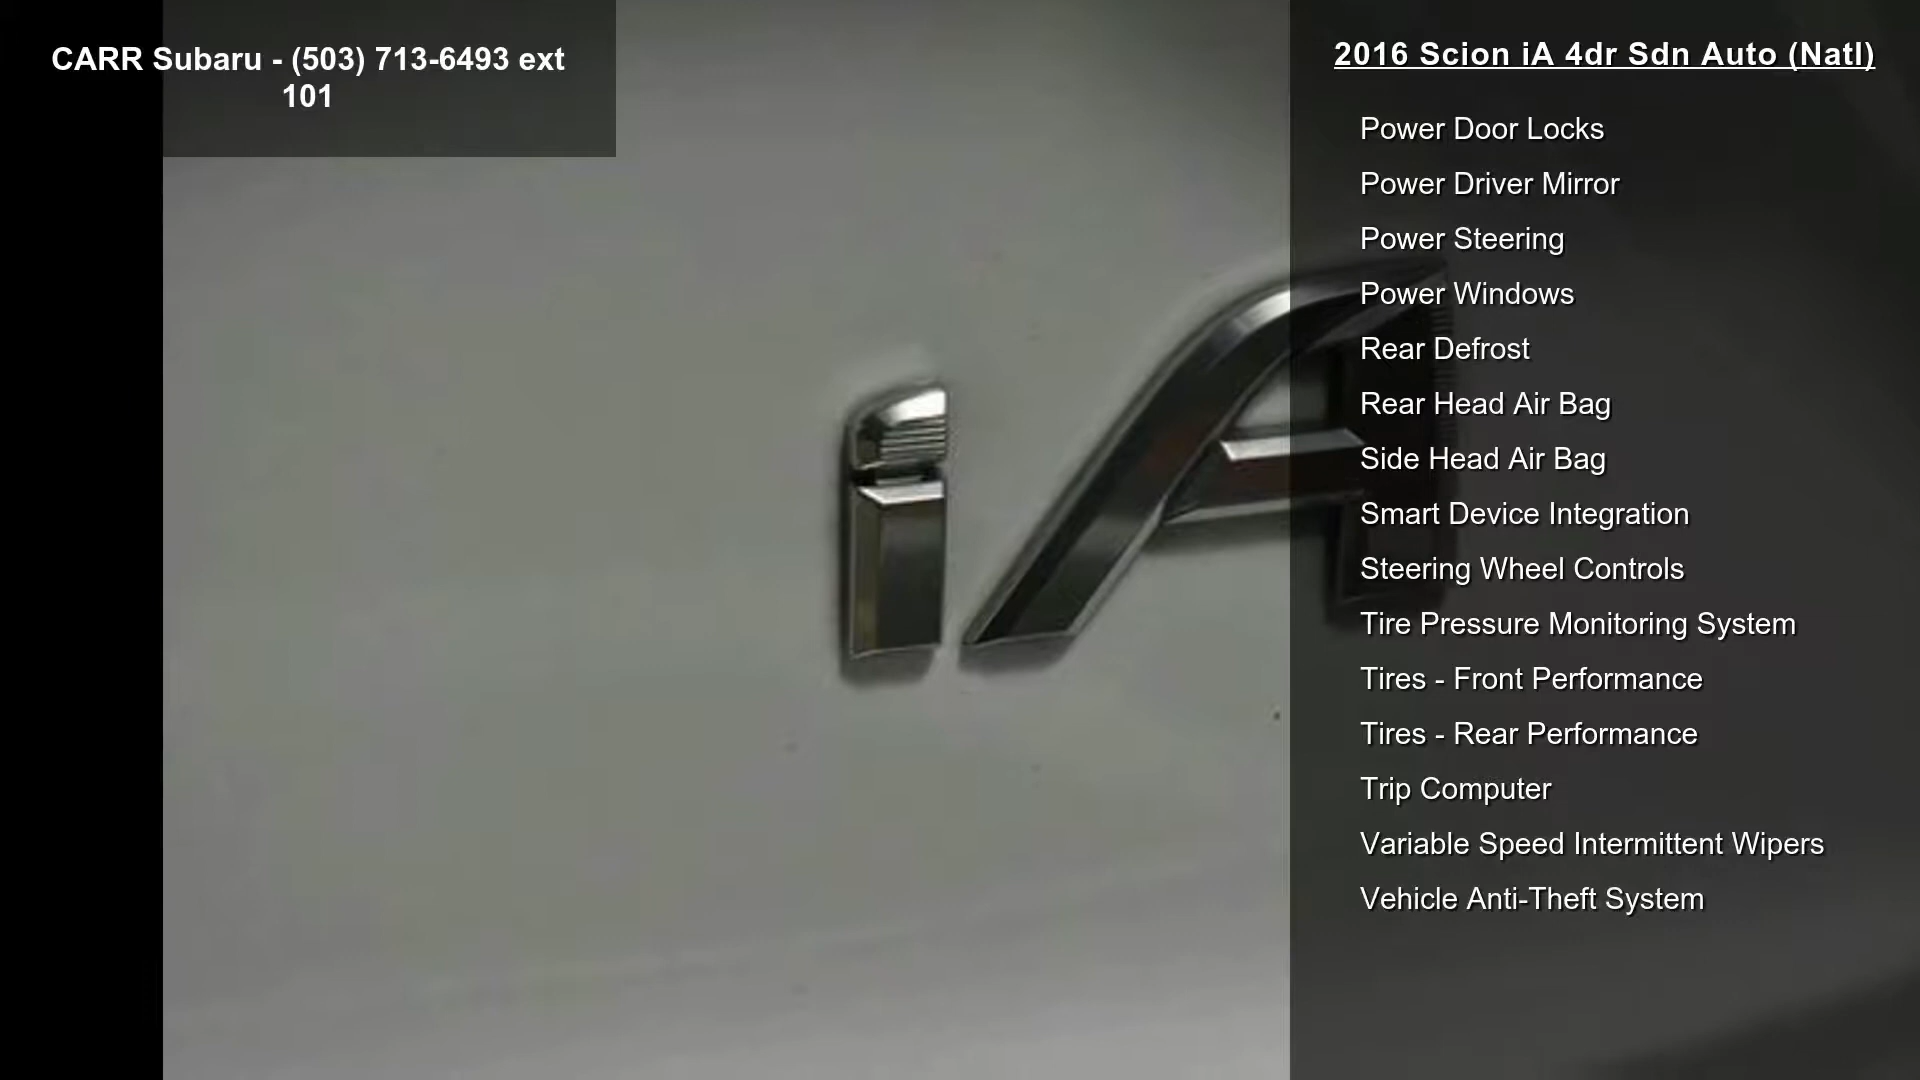 CARR Subaru - (503) 713-6493 ext
101
2016 Scion iA 4dr Sdn Auto (Natl)
Power Door Locks
Power Driver Mirror
Power Steering
Power Windows
Rear Defrost
Rear Head Air Bag
Side Head Air Bag
Smart Device Integration
Steering Wheel Controls
Tire Pressure Monitoring System
Tires - Front Performance
Tires - Rear Performance
Trip Computer
Variable Speed Intermittent Wipers
Vehicle Anti-Theft System
iA